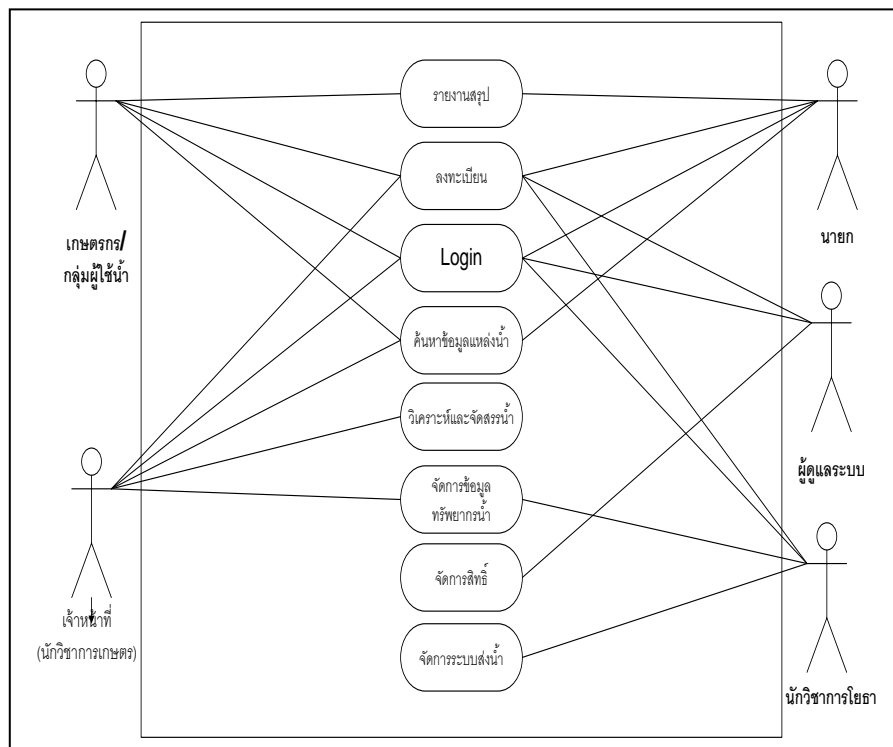 รายงานสรุป
ลงทะเบียน
Login
ค้นหาข้อมูลแหล่งน้ำ
วิเคราะห์และจัดสรรน้ำ
จัดการข้อมูล
ทรัพยากรน้ำ
จัดการสิทธิ์
จัดการระบบส่งน้ำ
เกษตรกร/
กลุ่มผู้ใช้น้ำ
เจ้าหน้าที่
(นักวิชาการเกษตร)
นายก
ผู้ดูแลระบบ
นักวิชาการโยธา